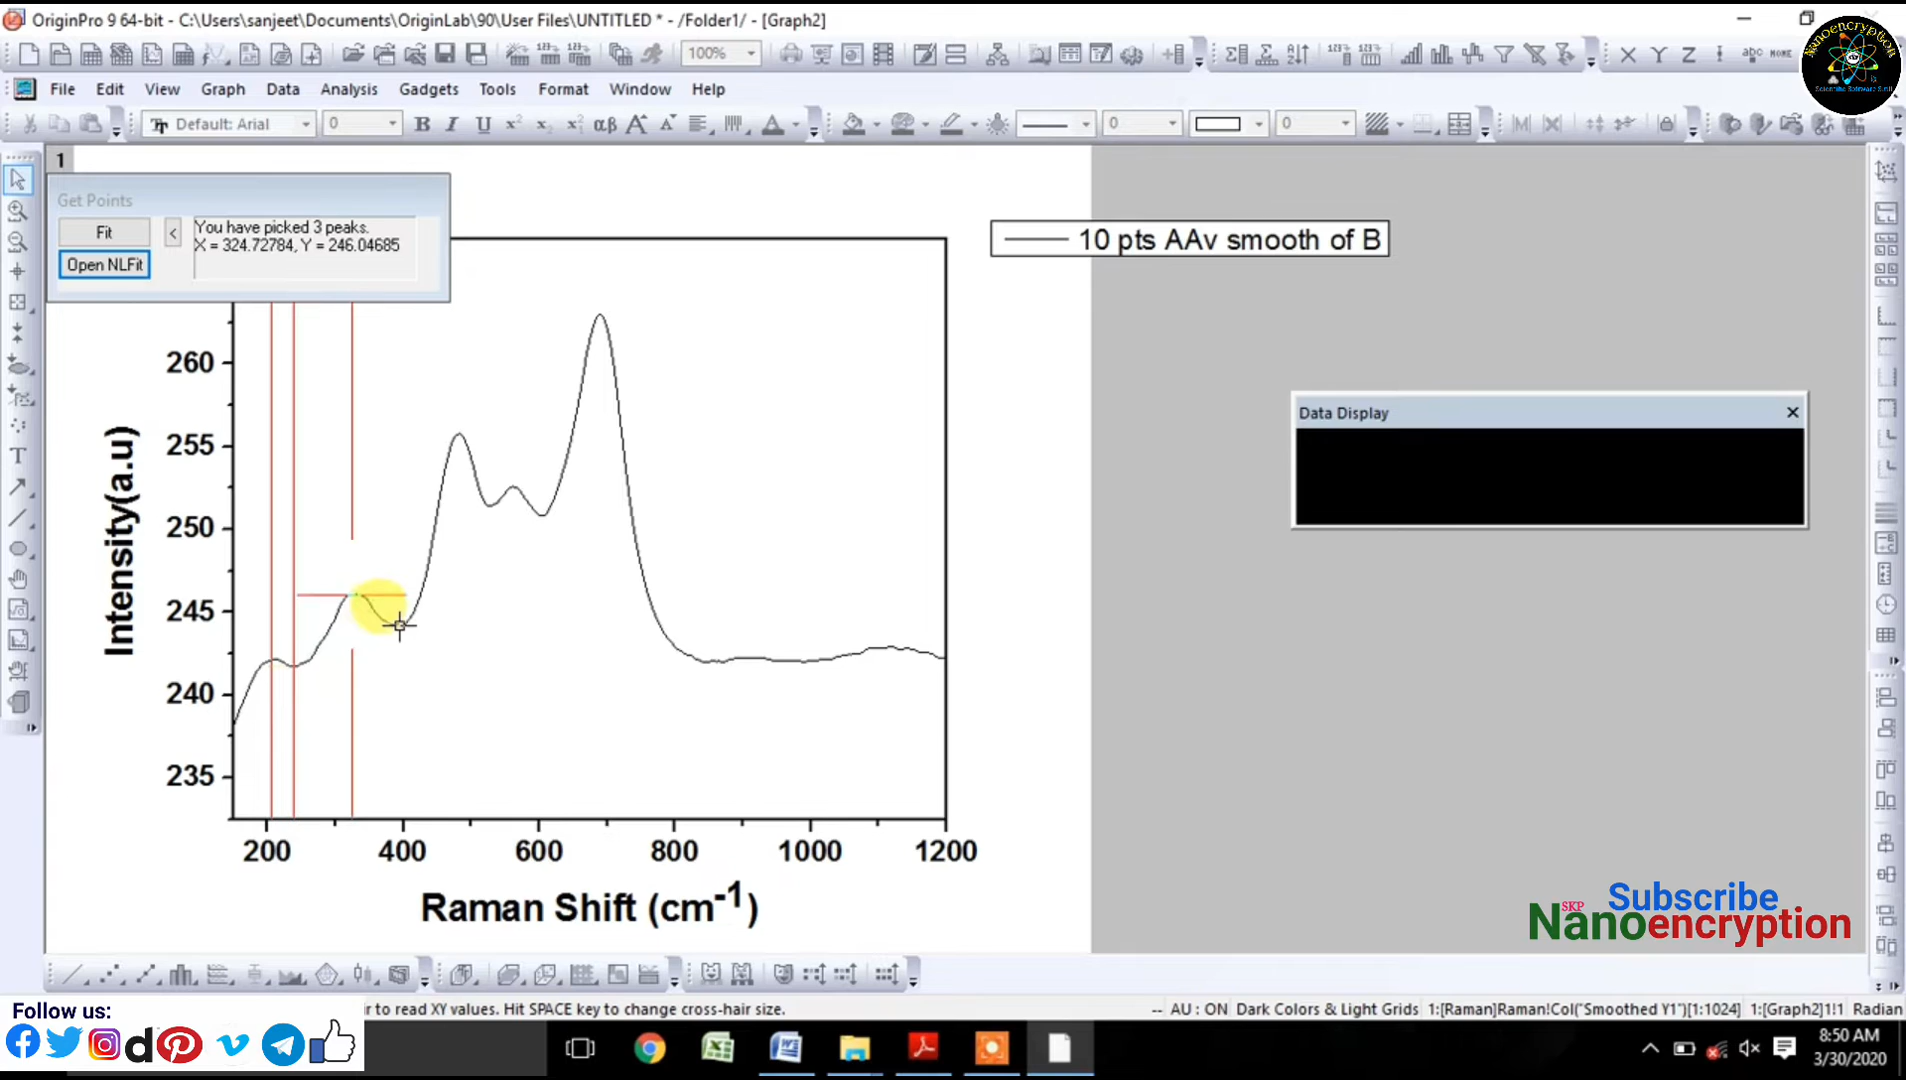 OriginPro 9 64-bit - C:\Users\sanjeet\Documents\OriginLab\90\User Files\UNTITLED * - /Folder1/ - [Graph2]
100%
File Edit View Graph Data Analysis Gadgets Tools Format Window Help
Default: Arial 0 B I U 0 0
Nanoencryption
1
Get Points
Fit
Open NLFit
<
You have picked 3 peaks.
X = 324.72784, Y = 246.04685
10 pts AAv smooth of B
260
255
250
245
240
235
Intensity(a.u)
200 400 600 800 1000 1200
Raman Shift (cm-1)
Data Display
Subscribe
SKP
Nanoencryption
Follow us:
r to read XY values. Hit SPACE key to change cross-hair size.
-- AU : ON Dark Colors & Light Grids 1:[Raman]Raman!Col("Smoothed Y1")[1:1024] 1:[Graph2]1!1 Radian
8:50 AM
3/30/2020